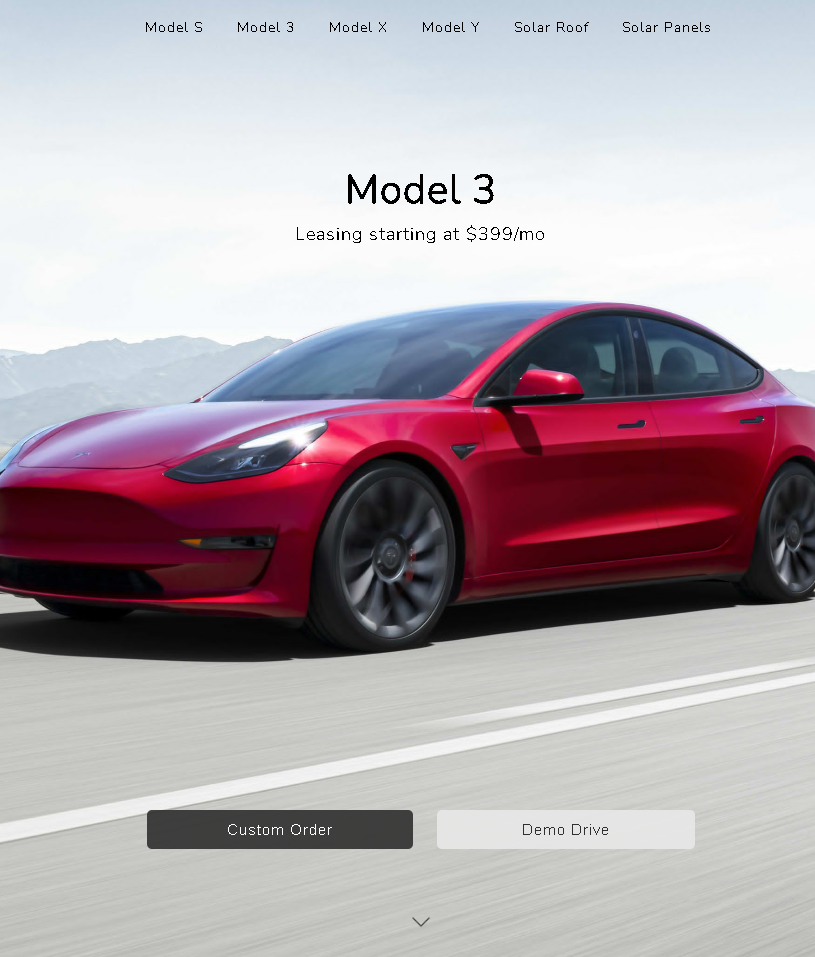 Model S Model 3 Model X Model Y Solar Roof Solar Panels
Model 3
Leasing starting at $399/mo
Custom Order Demo Drive